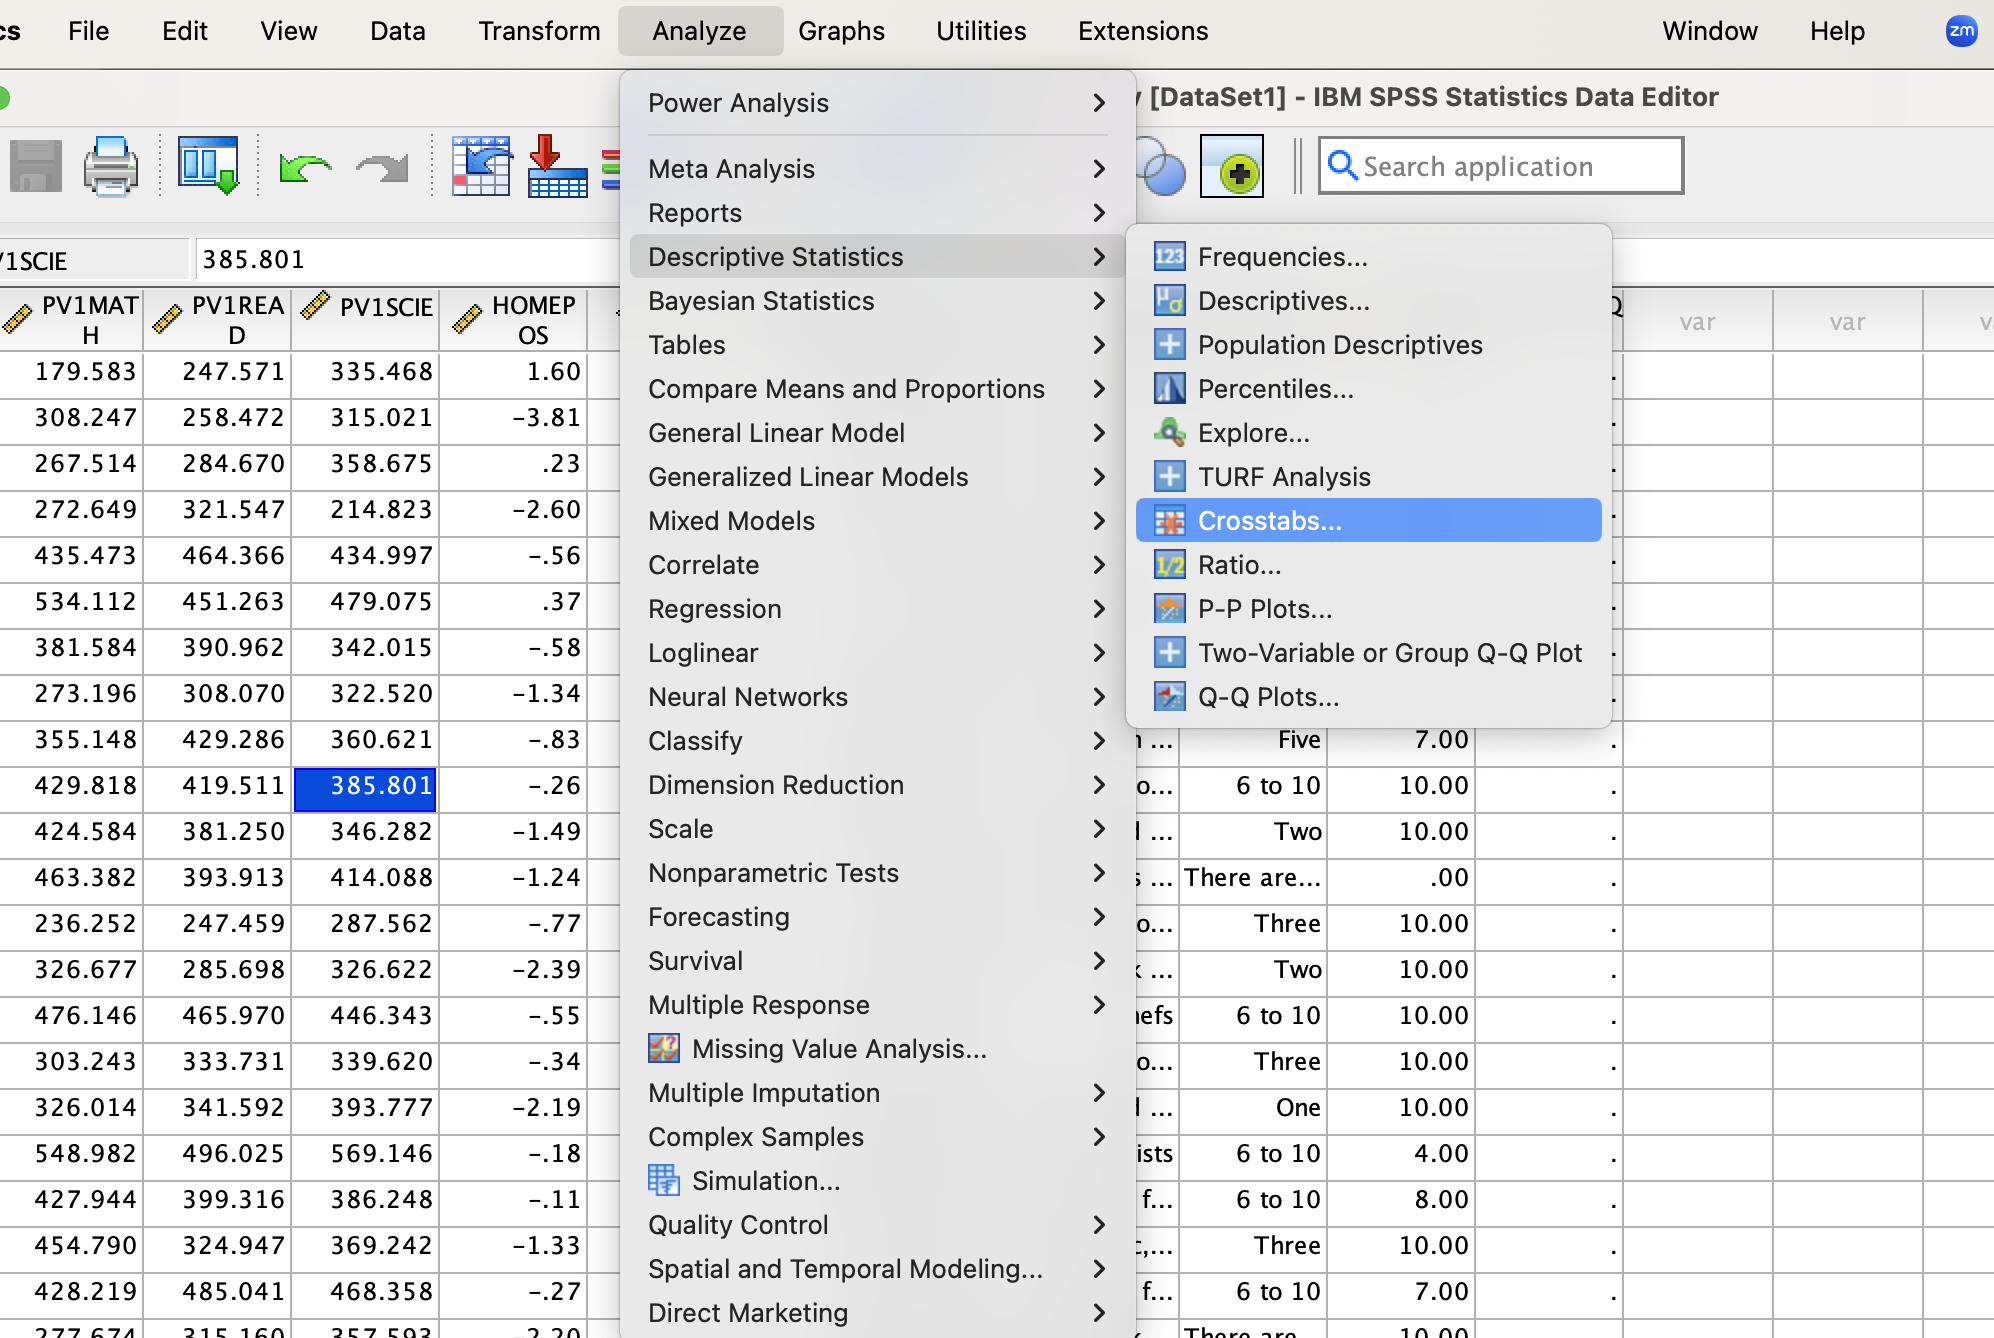 cs File Edit View Data Transform Analyze Graphs Utilities Extensions Window Help zm
[DataSet1] - IBM SPSS Statistics Data Editor
Search application
/1SCIE 385.801
PV1MATH PV1READ PV1SCIE HOMEPOS Q var var
Power Analysis
Meta Analysis
Reports
Descriptive Statistics
Bayesian Statistics
Tables
Compare Means and Proportions
General Linear Model
Generalized Linear Models
Mixed Models
Correlate
Regression
Loglinear
Neural Networks
Classify
Dimension Reduction
Scale
Nonparametric Tests
Forecasting
Survival
Multiple Response
Missing Value Analysis...
Multiple Imputation
Complex Samples
Simulation...
Quality Control
Spatial and Temporal Modeling...
Direct Marketing
123 Frequencies...
Descriptives...
Population Descriptives
Percentiles...
Explore...
TURF Analysis
Crosstabs...
1/2 Ratio...
P-P Plots...
Two-Variable or Group Q-Q Plot
Q-Q Plots...
179.583 247.571 335.468 1.60 .
308.247 258.472 315.021 -3.81 .
267.514 284.670 358.675 .23 .
272.649 321.547 214.823 -2.60 .
435.473 464.366 434.997 -.56 .
534.112 451.263 479.075 .37 .
381.584 390.962 342.015 -.58 .
273.196 308.070 322.520 -1.34 .
355.148 429.286 360.621 -.83 ... Five 7.00 .
429.818 419.511 385.801 -.26 o... 6 to 10 10.00 .
424.584 381.250 346.282 -1.49 ... Two 10.00 .
463.382 393.913 414.088 -1.24 s ... There are... .00 .
236.252 247.459 287.562 -.77 o... Three 10.00 .
326.677 285.698 326.622 -2.39 ... Two 10.00 .
476.146 465.970 446.343 -.55 efs 6 to 10 10.00 .
303.243 333.731 339.620 -.34 o... Three 10.00 .
326.014 341.592 393.777 -2.19 ... One 10.00 .
548.982 496.025 569.146 -.18 ists 6 to 10 4.00 .
427.944 399.316 386.248 -.11 f... 6 to 10 8.00 .
454.790 324.947 369.242 -1.33 ,... Three 10.00 .
428.219 485.041 468.358 -.27 f... 6 to 10 7.00 .
277.674 315.160 357.593 -2.20 There are... 10.00 .